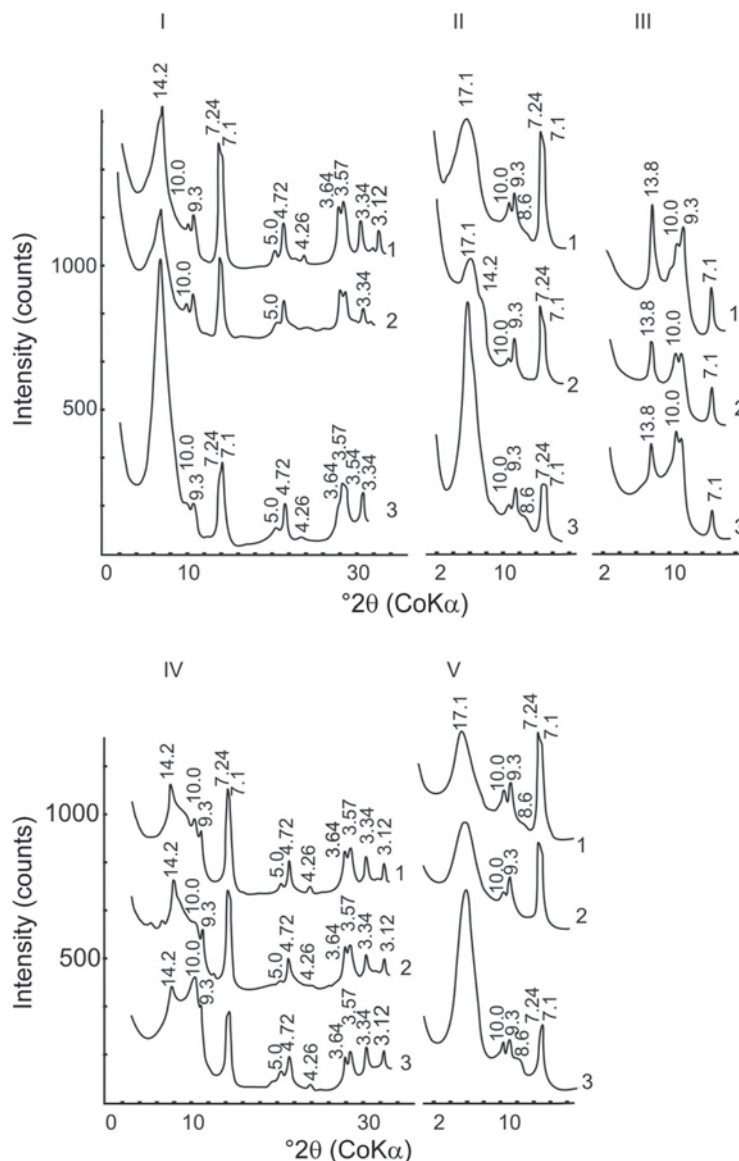 I II III
14.2 10.0 9.3 7.24 7.1 5.0 4.72 4.26 3.64 3.57 3.34 3.12 1
17.1 10.0 9.3 8.6 7.24 7.1 1
13.8 10.0 9.3 7.1 1
10.0 5.0 3.34 2
17.1 14.2 10.0 9.3 7.24 7.1 2
13.8 10.0 7.1 2
10.0 9.3 7.24 7.1 5.0 4.72 4.26 3.64 3.57 3.54 3.34 3
10.0 9.3 8.6 7.24 7.1 3
13.8 10.0 7.1 3
Intensity (counts)
1000
500
0 10 30 2 10 2 10
°2θ (CoKα)
IV V
14.2 10.0 9.3 7.24 7.1 5.0 4.72 4.26 3.64 3.57 3.34 3.12 1
17.1 10.0 9.3 8.6 7.24 7.1 1
14.2 10.0 9.3 5.0 4.72 4.26 3.64 3.57 3.34 3.12 2
10.0 9.3 2
14.2 10.0 9.3 5.0 4.72 4.26 3.64 3.57 3.34 3.12 3
10.0 9.3 8.6 7.24 7.1 3
Intensity (counts)
1000
500
0 10 30 2 10
°2θ (CoKα)